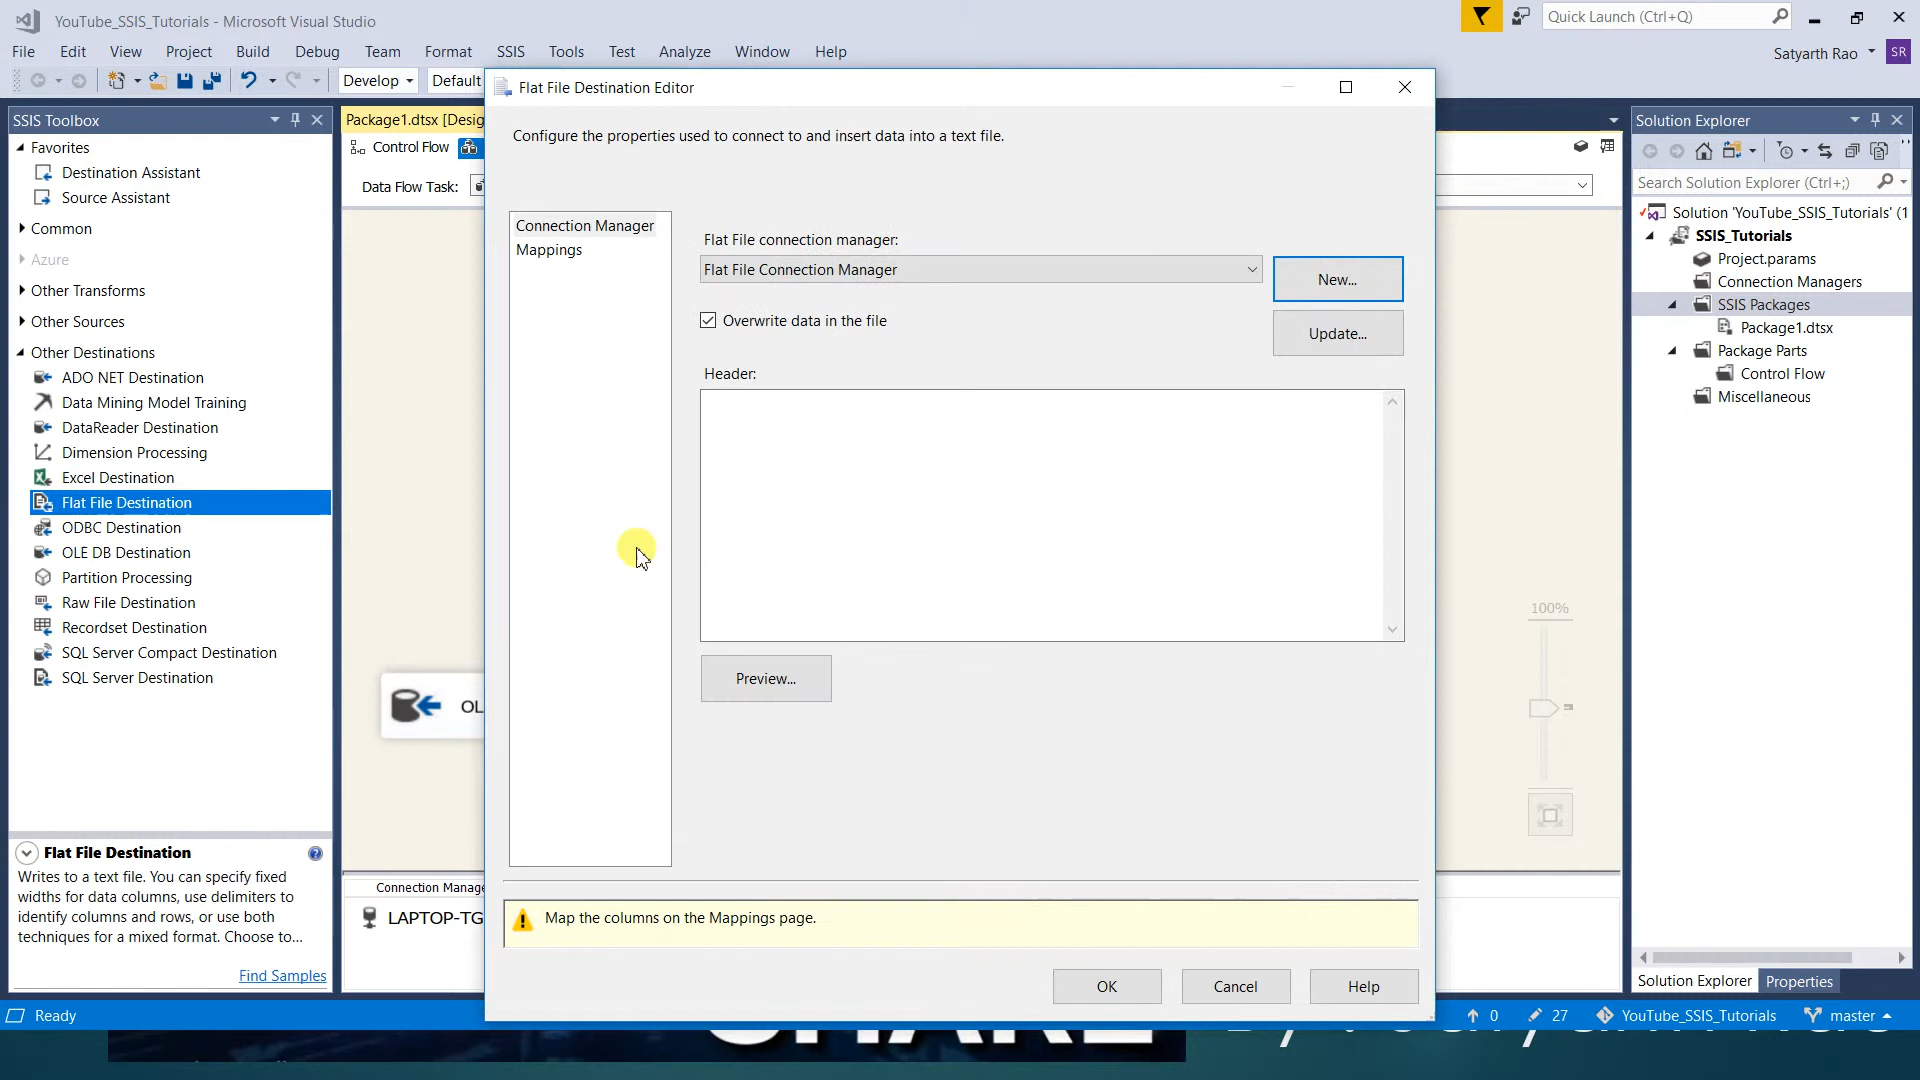 YouTube_SSIS_Tutorials - Microsoft Visual Studio
Quick Launch (Ctrl+Q)
File Edit View Project Build Debug Team Format SSIS Tools Test Analyze Window Help
Satyarth Rao
SR
Develop
Default
SSIS Toolbox
Favorites
Destination Assistant
Source Assistant
Common
Azure
Other Transforms
Other Sources
Other Destinations
ADO NET Destination
Data Mining Model Training
DataReader Destination
Dimension Processing
Excel Destination
Flat File Destination
ODBC Destination
OLE DB Destination
Partition Processing
Raw File Destination
Recordset Destination
SQL Server Compact Destination
SQL Server Destination
Flat File Destination
Writes to a text file. You can specify fixed
widths for data columns, use delimiters to
identify columns and rows, or use both
techniques for a mixed format. Choose to...
Find Samples
Package1.dtsx [Desig
Control Flow
Data Flow Task:
OL
Connection Manage
LAPTOP-TG
Flat File Destination Editor
Configure the properties used to connect to and insert data into a text file.
Connection Manager
Mappings
Flat File connection manager:
Flat File Connection Manager
New...
Overwrite data in the file
Update...
Header:
Preview...
Map the columns on the Mappings page.
OK
Cancel
Help
100%
Solution Explorer
Search Solution Explorer (Ctrl+;)
Solution 'YouTube_SSIS_Tutorials' (1
SSIS_Tutorials
Project.params
Connection Managers
SSIS Packages
Package1.dtsx
Package Parts
Control Flow
Miscellaneous
Solution Explorer
Properties
Ready
0
27
YouTube_SSIS_Tutorials
master